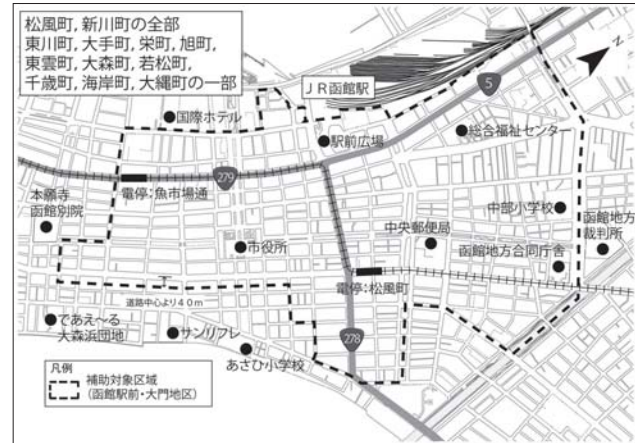 松風町，新川町の全部
東川町，大手町，栄町，旭町，
東雲町，大森町，若松町，
千歳町，海岸町，大縄町の一部
JR函館駅
N
5
国際ホテル
駅前広場
総合福祉センター
279
本願寺
函館別院
電停：魚市場通
中部小学校
函館地方
裁判所
市役所
中央郵便局
函館地方合同庁舎
電停：松風町
道路中心より40m
であえ～る
大森浜団地
サンリフレ
278
あさひ小学校
凡例
補助対象区域
（函館駅前・大門地区）